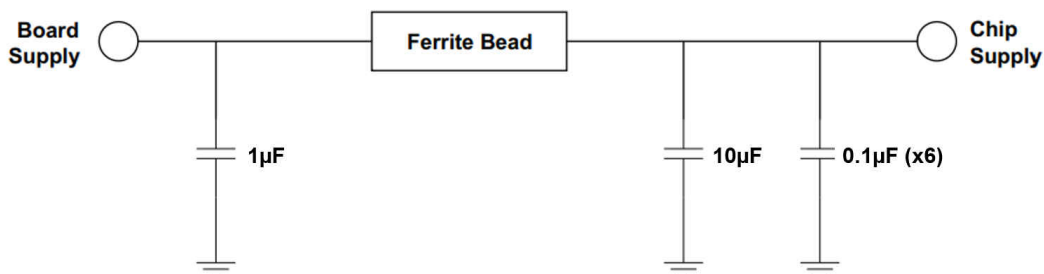 Board
Supply
Ferrite Bead
Chip
Supply
1µF
10µF
0.1µF (x6)